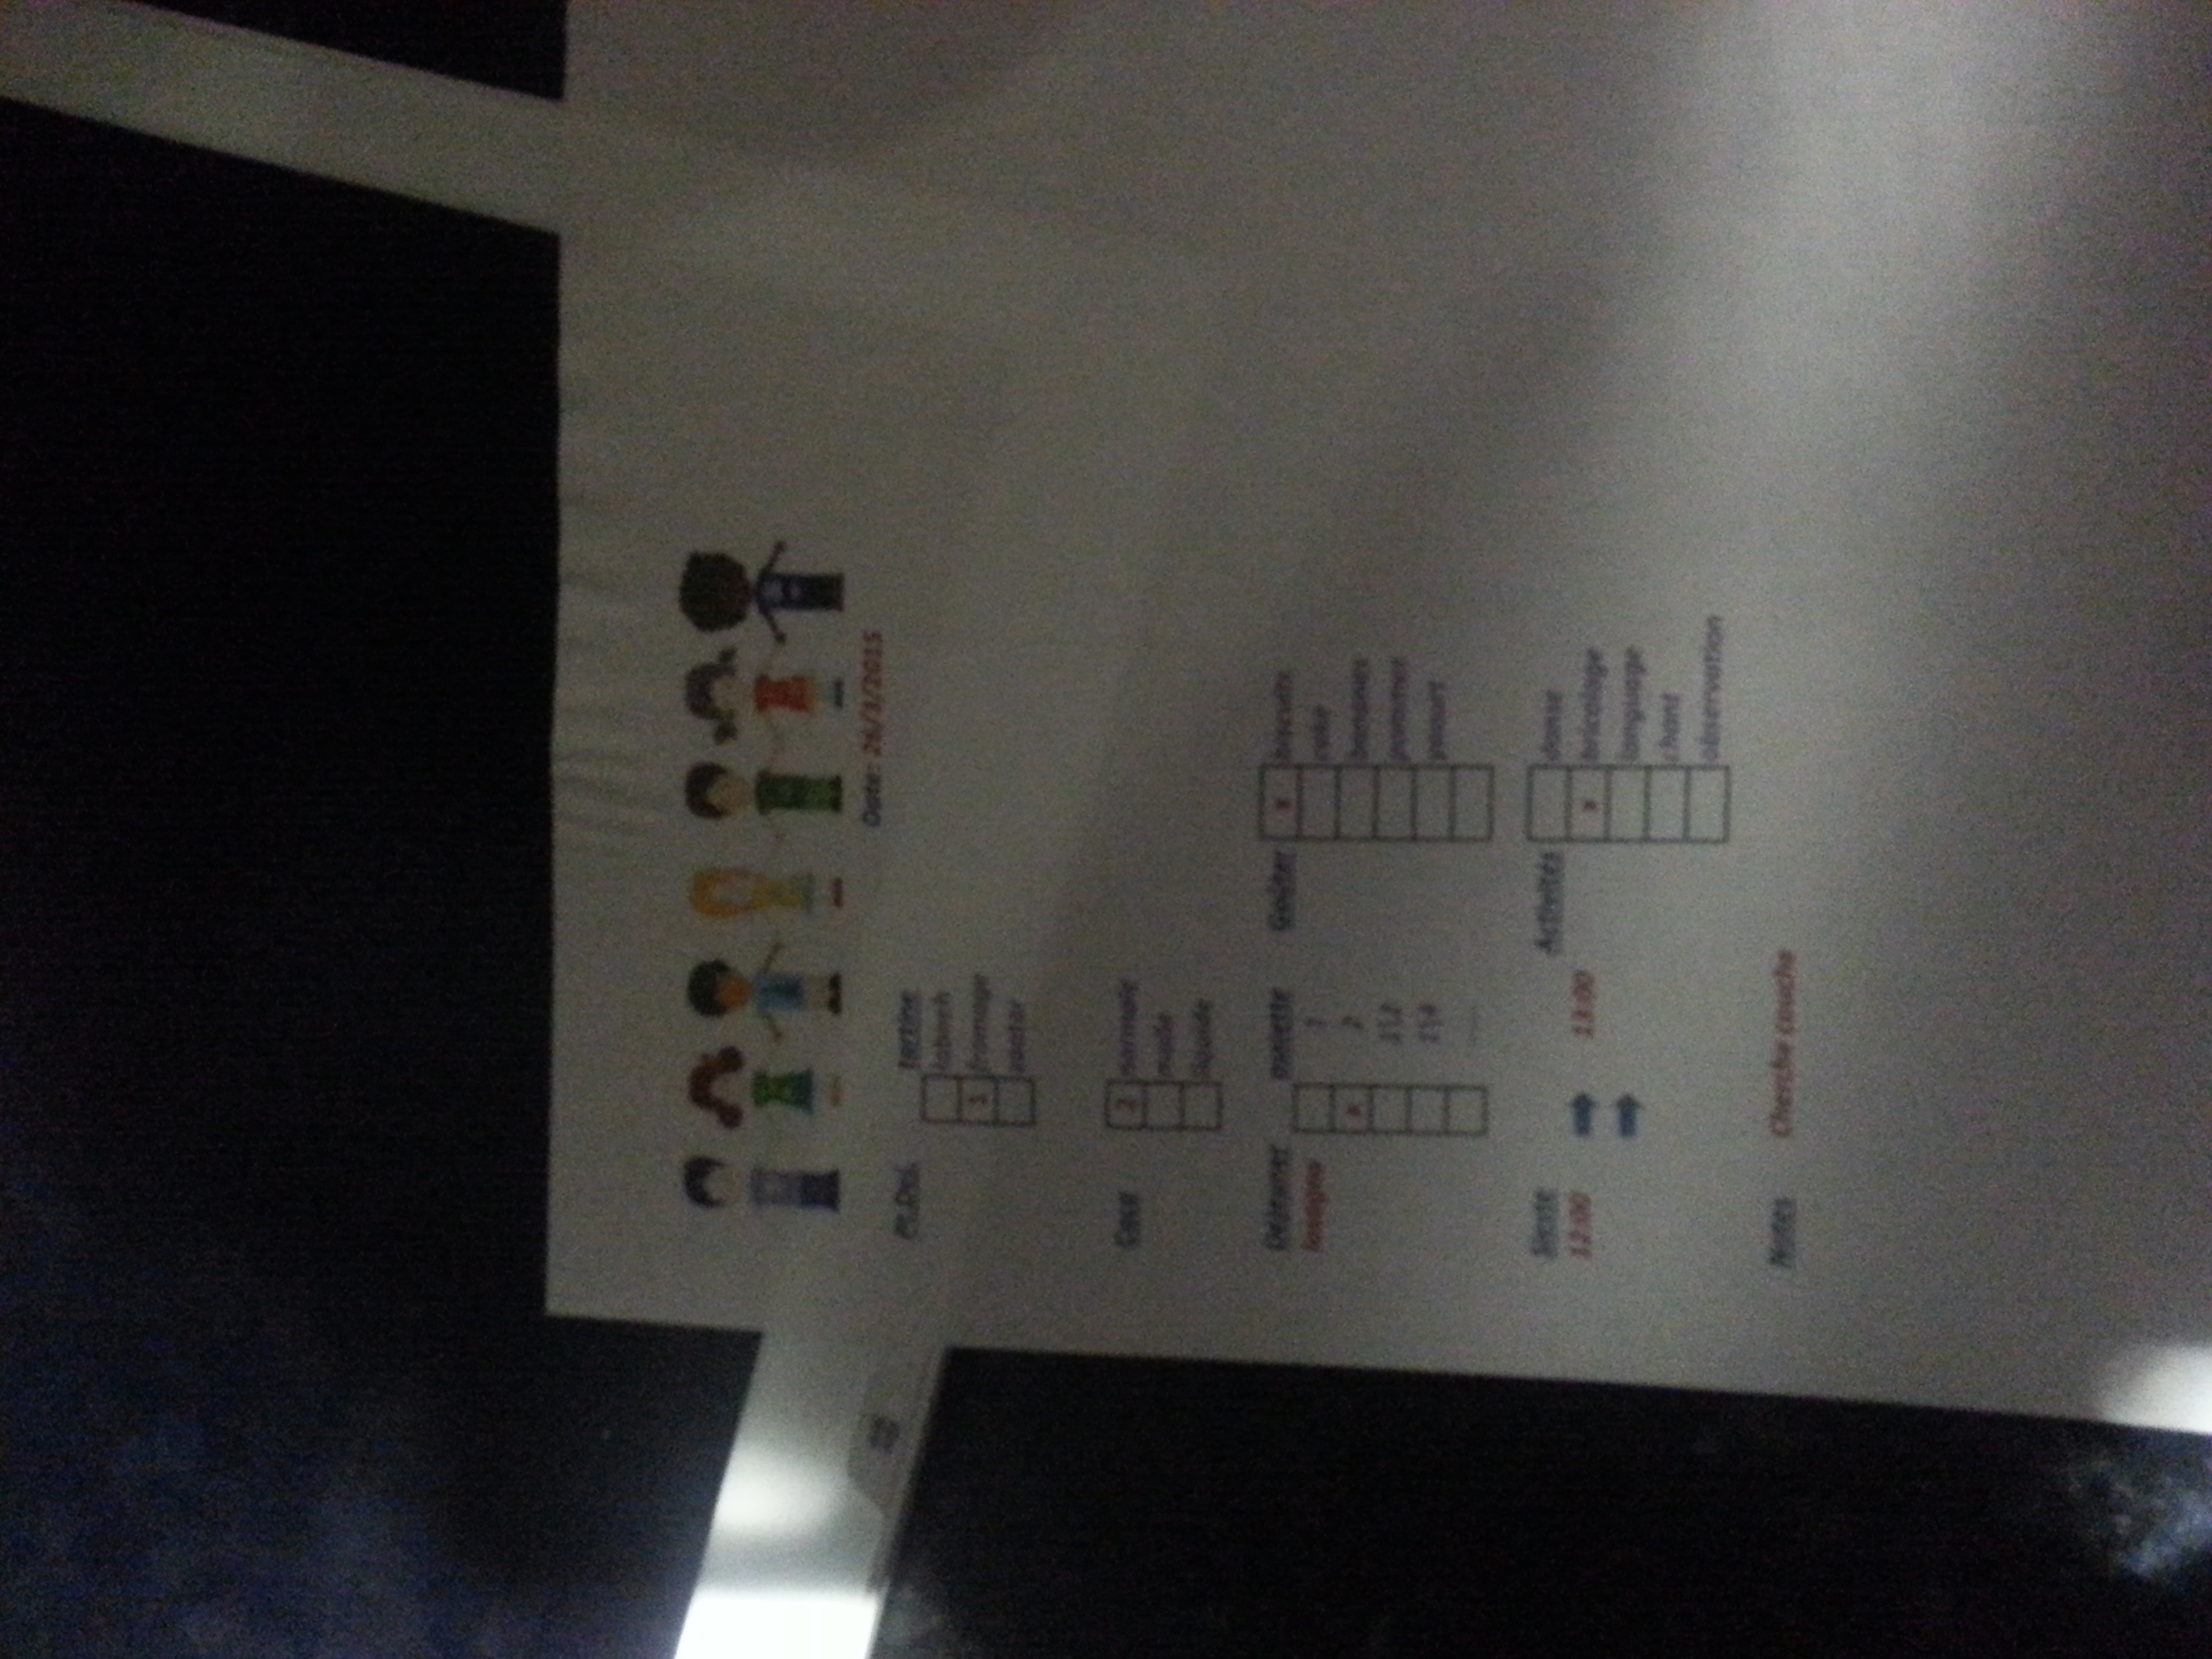 Date: 26/3/2015
Pt.Dej. tartine
labneh
1 fromage
zaatar
Caca 2 normale
molle
liquide
Déjeuner assiette
lasagne 1
x 2
1\2
1\4
Goûter x biscuits
cake
bananes
pommes
yaourt
Sieste
12:00 13:00
Activités danse
x bricolage
language
chant
observation
Notes Cherche couche